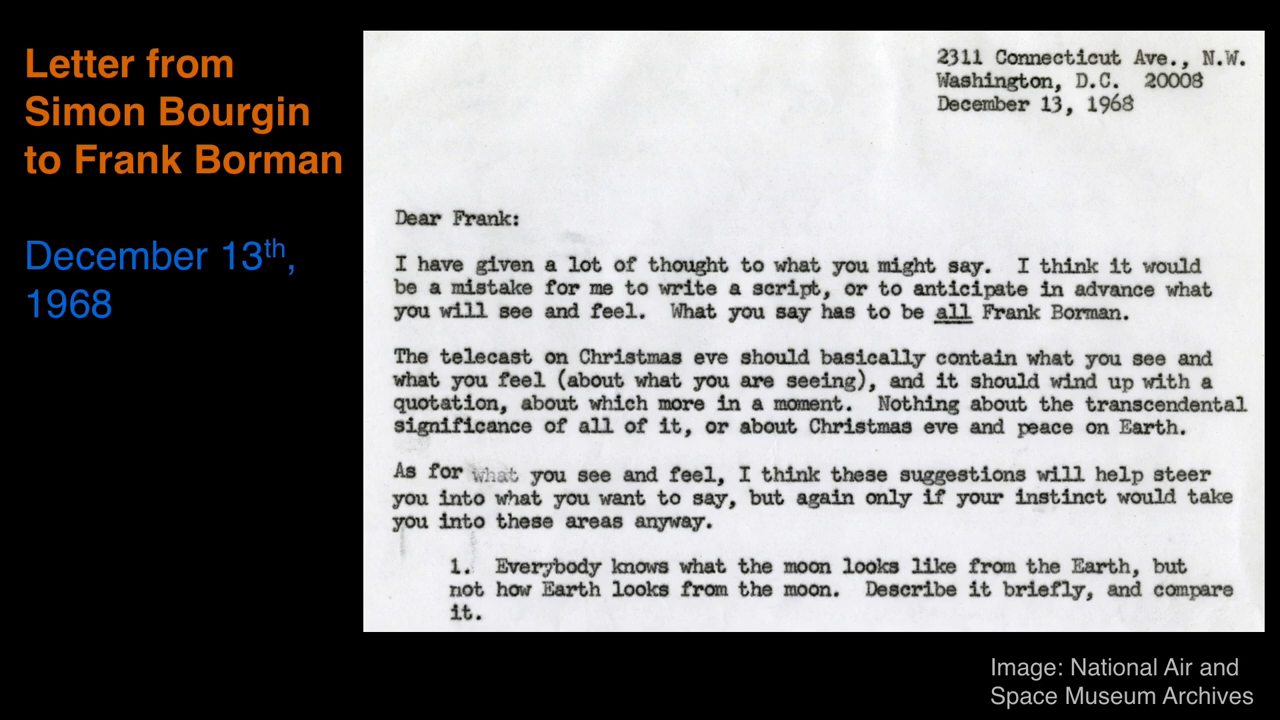 Letter from
Simon Bourgin
to Frank Borman
December 13th,
1968
2311 Connecticut Ave., N.W.
Washington, D.C. 20008
December 13, 1968
Dear Frank:
I have given a lot of thought to what you might say. I think it would
be a mistake for me to write a script, or to anticipate in advance what
you will see and feel. What you say has to be all Frank Borman.
The telecast on Christmas eve should basically contain what you see and
what you feel (about what you are seeing), and it should wind up with a
quotation, about which more in a moment. Nothing about the transcendental
significance of all of it, or about Christmas eve and peace on Earth.
As for what you see and feel, I think these suggestions will help steer
you into what you want to say, but again only if your instinct would take
you into these areas anyway.
1. Everybody knows what the moon looks like from the Earth, but
not how Earth looks from the moon. Describe it briefly, and compare
it.
Image: National Air and
Space Museum Archives